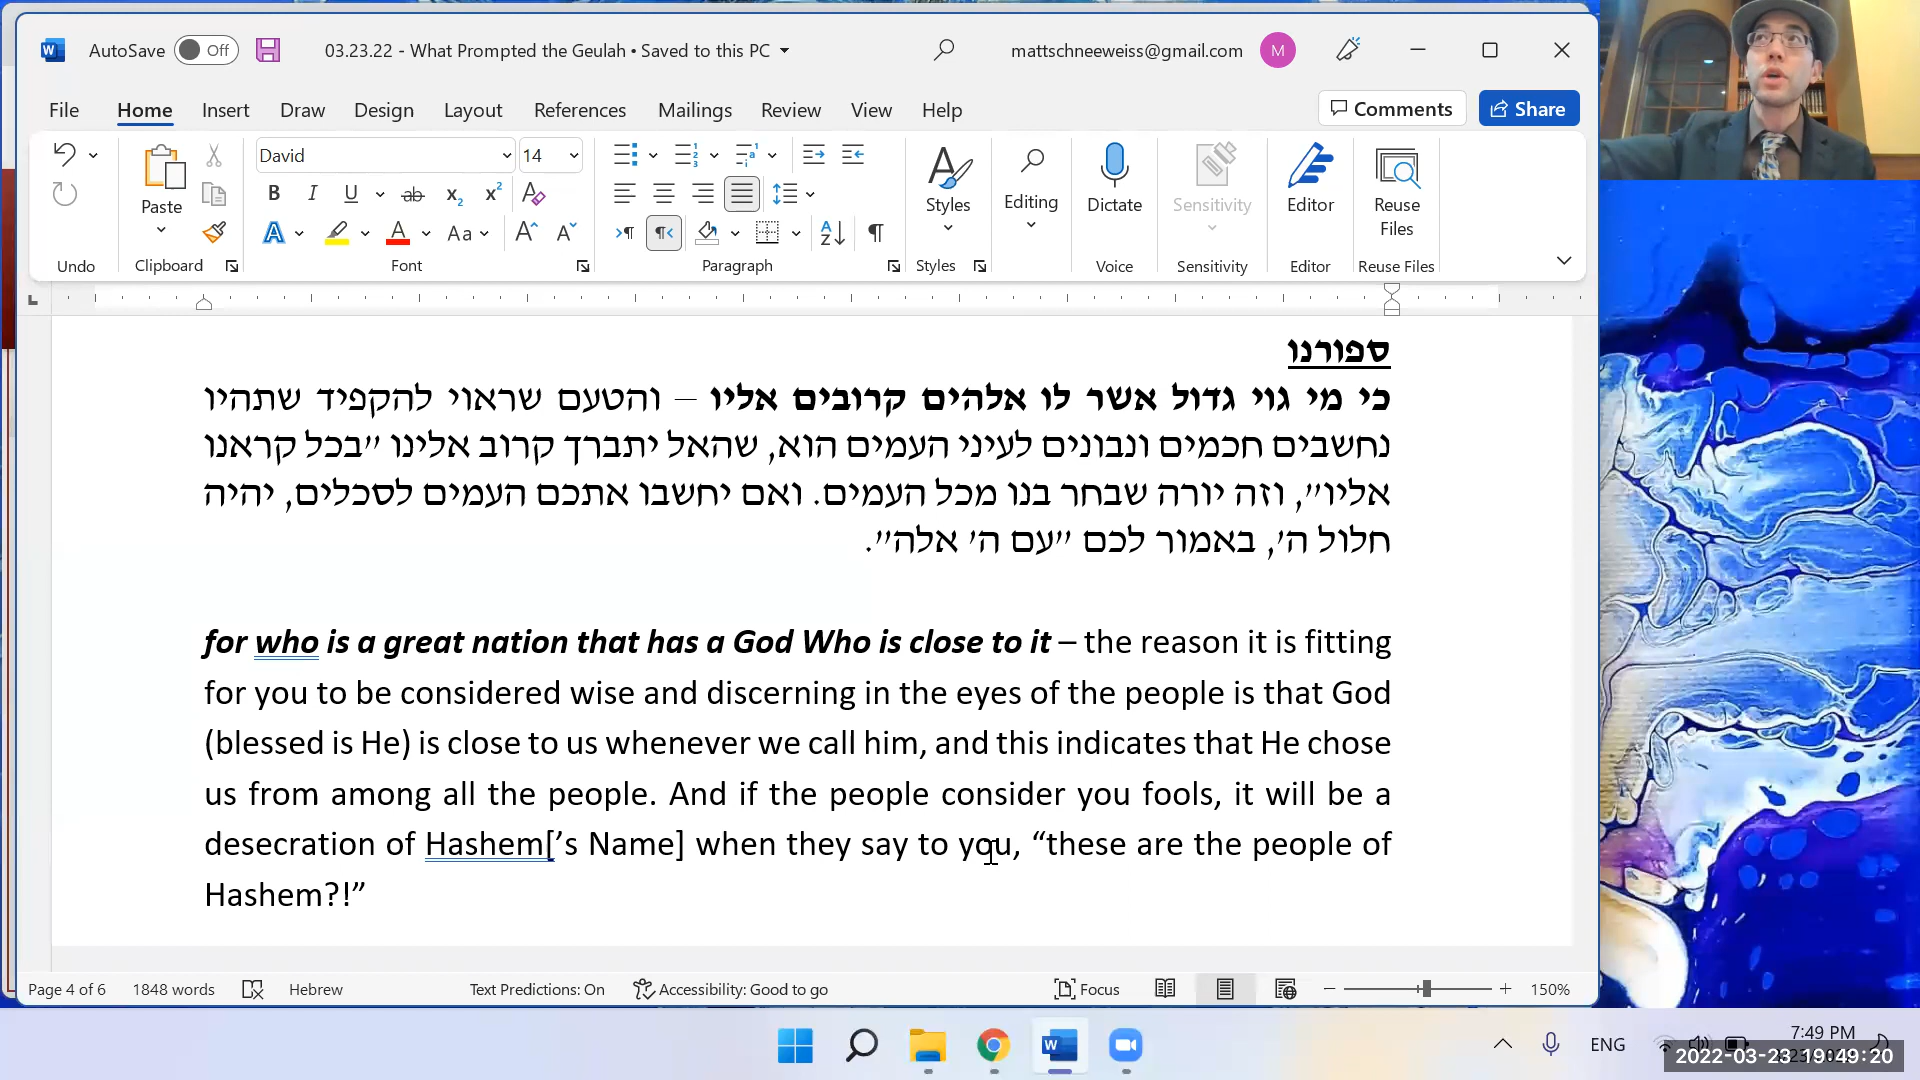 AutoSave Off 03.23.22 - What Prompted the Geulah • Saved to this PC mattschneeweiss@gmail.com M
File Home Insert Draw Design Layout References Mailings Review View Help Comments Share
Paste David 14 Styles Editing Dictate Sensitivity Editor Reuse Files
Undo Clipboard Font Paragraph Styles Voice Sensitivity Editor Reuse Files
ספורנו
כי מי גוי גדול אשר לו אלהים קרובים אליו – והטעם שראוי להקפיד שתהיו
נחשבים חכמים ונבונים לעיני העמים הוא, שהאל יתברך קרוב אלינו ״בכל קראנו
אליו״, וזה יורה שבחר בנו מכל העמים. ואם יחשבו אתכם העמים לסכלים, יהיה
חלול ה׳, באמור לכם ״עם ה׳ אלה״.
for who is a great nation that has a God Who is close to it – the reason it is fitting
for you to be considered wise and discerning in the eyes of the people is that God
(blessed is He) is close to us whenever we call him, and this indicates that He chose
us from among all the people. And if the people consider you fools, it will be a
desecration of Hashem[’s Name] when they say to you, “these are the people of
Hashem?!”
Page 4 of 6 1848 words Hebrew Text Predictions: On Accessibility: Good to go Focus 150%
ENG 7:49 PM
2022-03-23 19:49:20